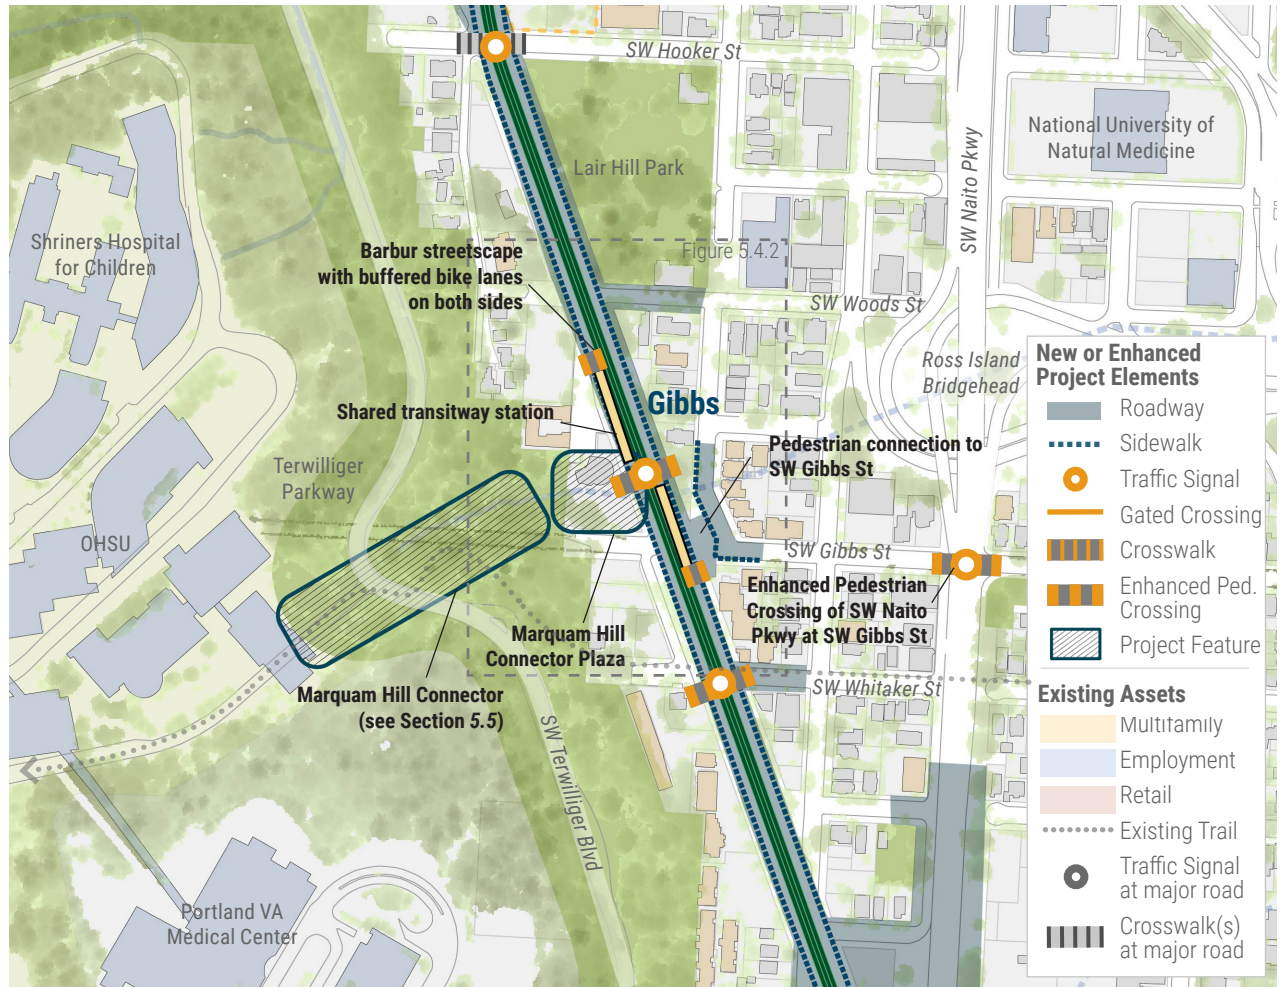 SW Hooker St
National University of
Natural Medicine
SW Naito Pkwy
Lair Hill Park
Shriners Hospital
for Children
Barbur streetscape
with buffered bike lanes
on both sides
Figure 5.4.2
SW Woods St
Ross Island
Bridgehead
Shared transitway station
Gibbs
Pedestrian connection to
SW Gibbs St
Terwilliger
Parkway
OHSU
SW Gibbs St
Enhanced Pedestrian
Crossing of SW Naito
Pkwy at SW Gibbs St
Marquam Hill
Connector Plaza
SW Whitaker St
Marquam Hill Connector
(see Section 5.5)
SW Terwilliger Blvd
Portland VA
Medical Center
New or Enhanced
Project Elements
Roadway
Sidewalk
Traffic Signal
Gated Crossing
Crosswalk
Enhanced Ped.
Crossing
Project Feature
Existing Assets
Multifamily
Employment
Retail
Existing Trail
Traffic Signal
at major road
Crosswalk(s)
at major road